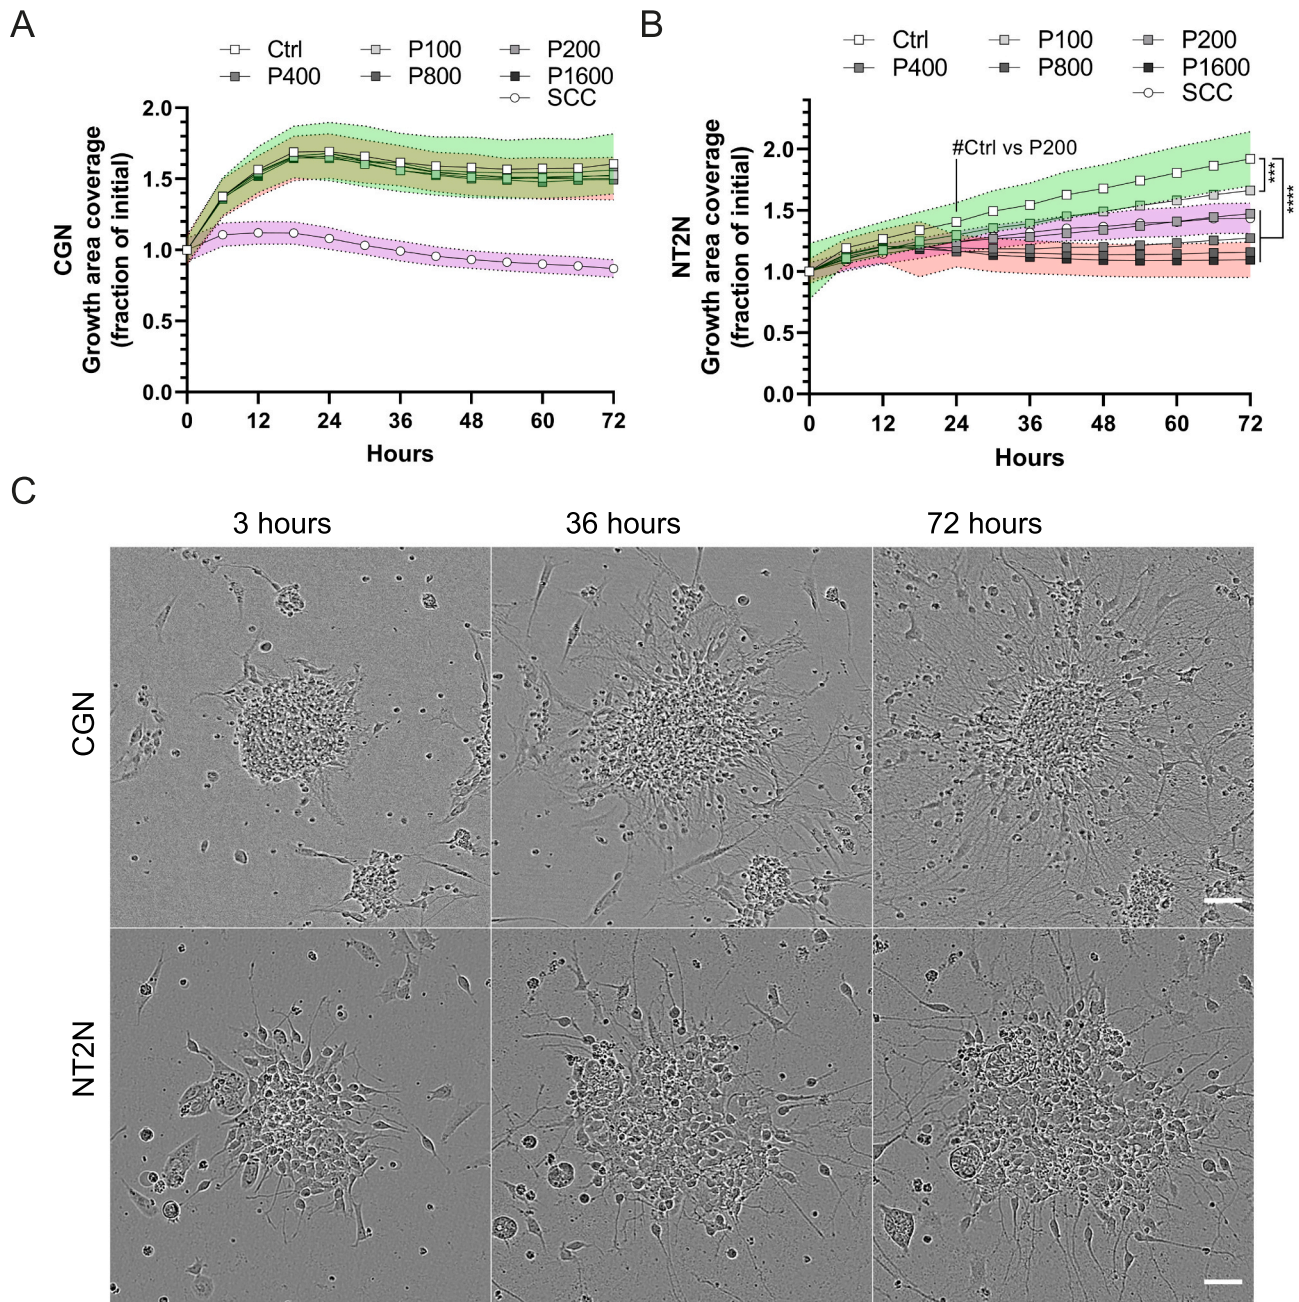 A
Ctrl P100 P200
P400 P800 P1600
SCC
CGN
Growth area coverage
(fraction of initial)
2.0
1.5
1.0
0.5
0.0
0 12 24 36 48 60 72
Hours
B
Ctrl P100 P200
P400 P800 P1600
SCC
NT2N
Growth area coverage
(fraction of initial)
#Ctrl vs P200
***
****
2.0
1.5
1.0
0.5
0.0
0 12 24 36 48 60 72
Hours
C
3 hours 36 hours 72 hours
CGN
NT2N